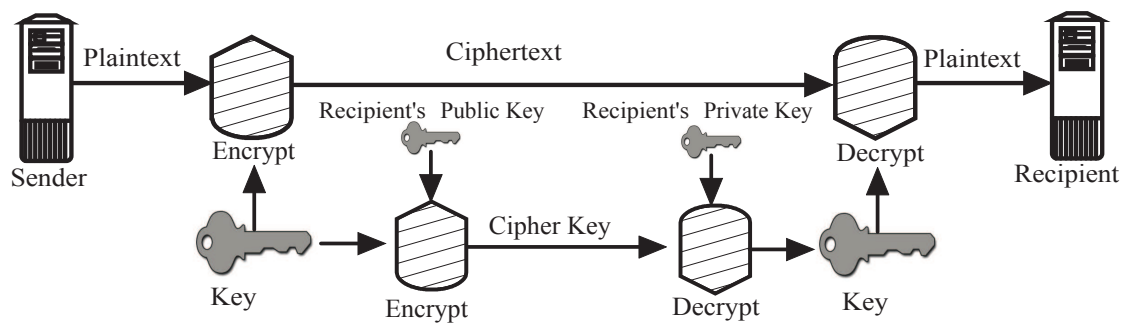 Plaintext
Ciphertext
Plaintext
Recipient's Public Key
Recipient's Private Key
Encrypt
Decrypt
Sender
Recipient
Cipher Key
Key
Encrypt
Decrypt
Key